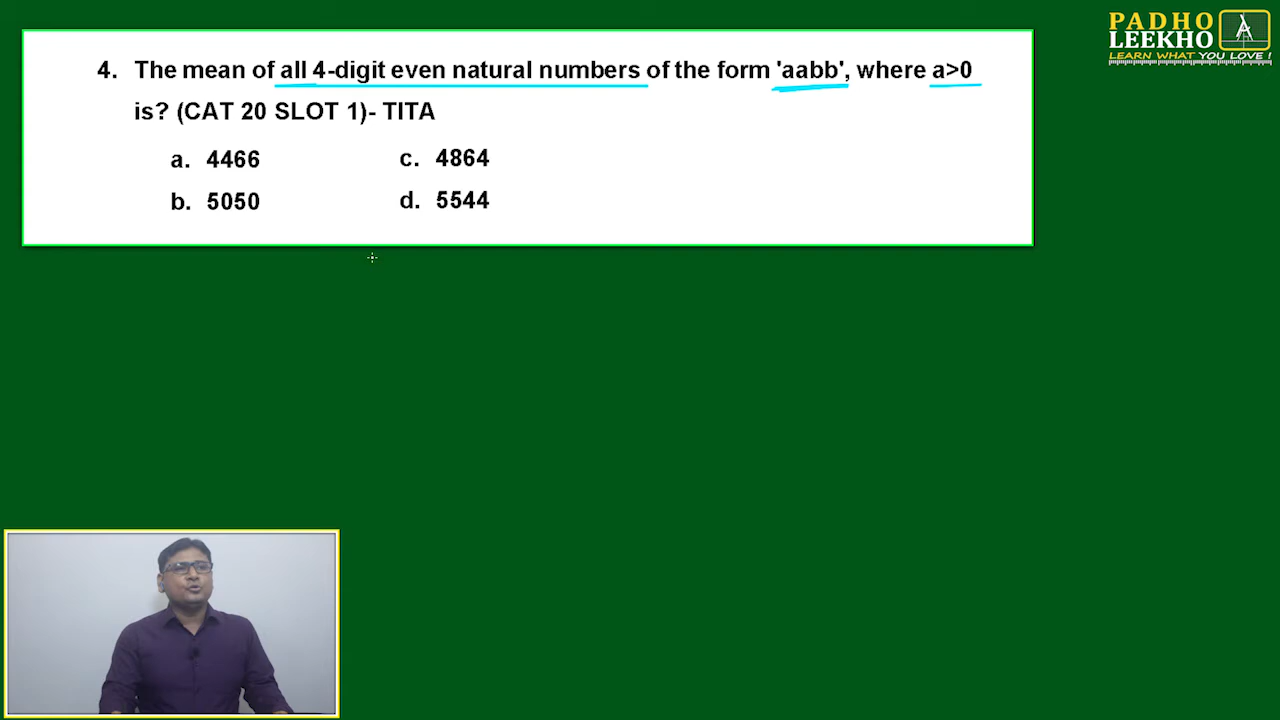 PADHO
LEEKHO
LEARN WHAT YOU LOVE !
4. The mean of all 4-digit even natural numbers of the form 'aabb', where a>0
is? (CAT 20 SLOT 1)- TITA
a. 4466 c. 4864
b. 5050 d. 5544